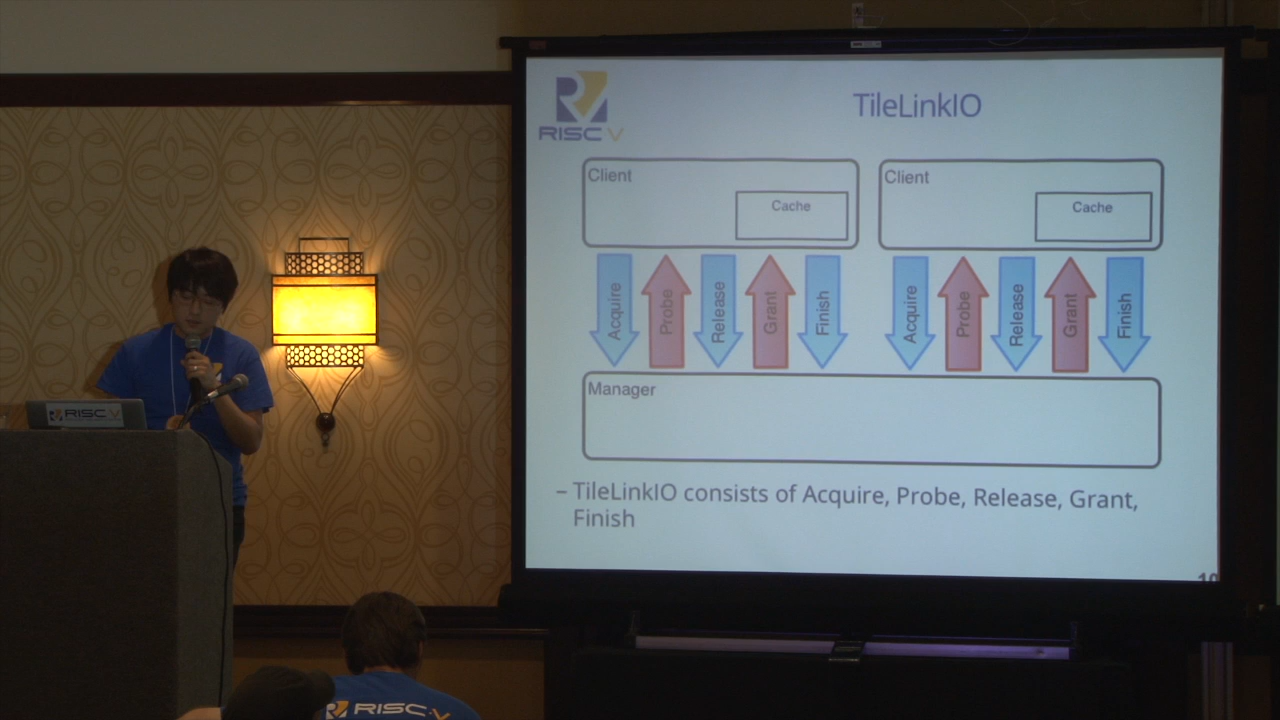 RISC V
TileLinkIO
Client
Cache
Client
Cache
Acquire
Probe
Release
Grant
Finish
Acquire
Probe
Release
Grant
Finish
Manager
– TileLinkIO consists of Acquire, Probe, Release, Grant,
Finish
10
RISC V
RISC-V